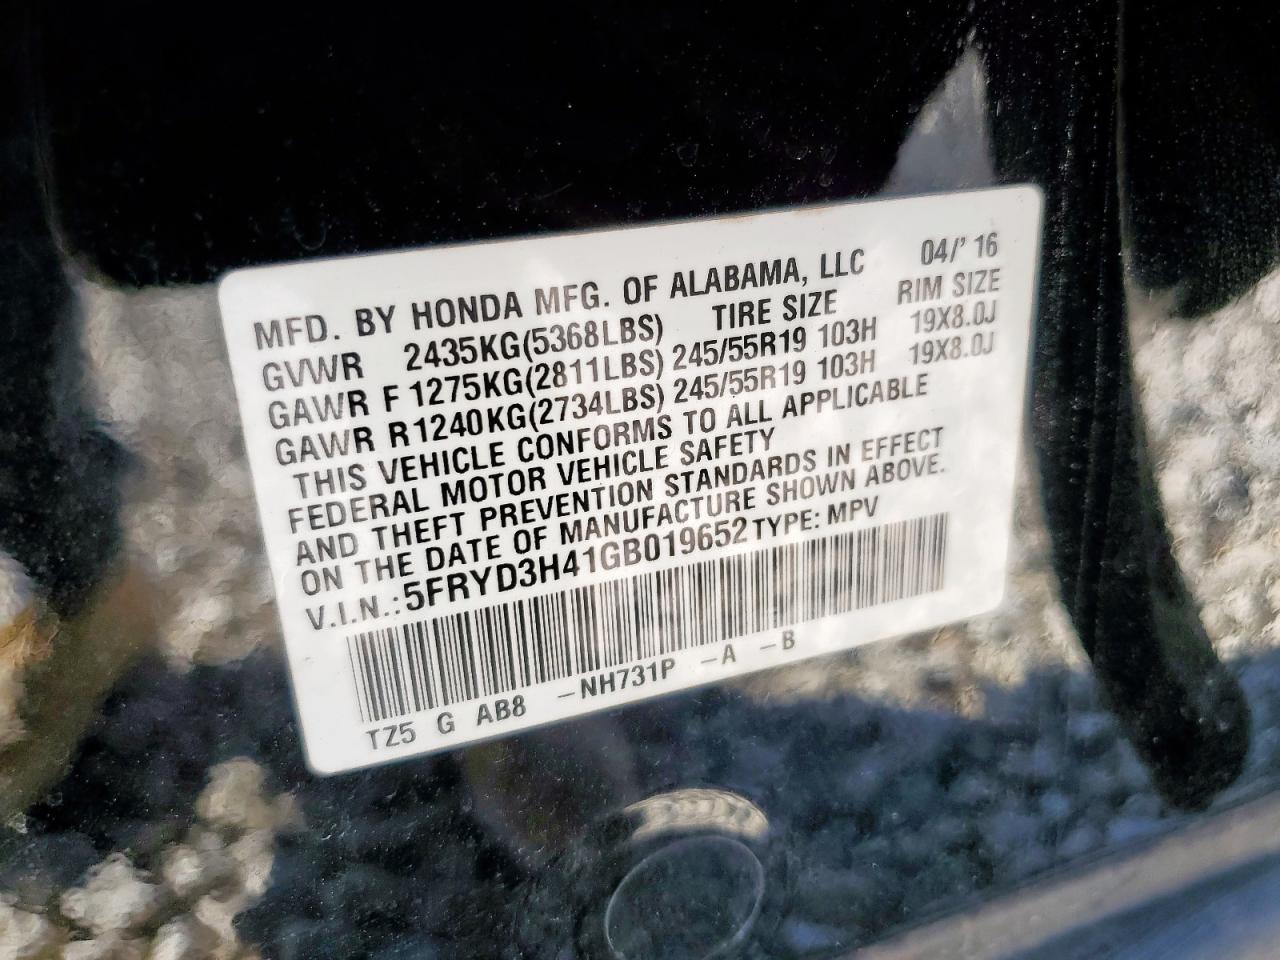 MFD. BY HONDA MFG. OF ALABAMA, LLC 04/' 16
GVWR 2435KG(5368LBS) TIRE SIZE RIM SIZE
GAWR F 1275KG(2811LBS) 245/55R19 103H 19X8.0J
GAWR R1240KG(2734LBS) 245/55R19 103H 19X8.0J
THIS VEHICLE CONFORMS TO ALL APPLICABLE
FEDERAL MOTOR VEHICLE SAFETY
AND THEFT PREVENTION STANDARDS IN EFFECT
ON THE DATE OF MANUFACTURE SHOWN ABOVE.
V.I.N.:5FRYD3H41GB019652 TYPE: MPV
TZ5 G AB8 –NH731P –A –B